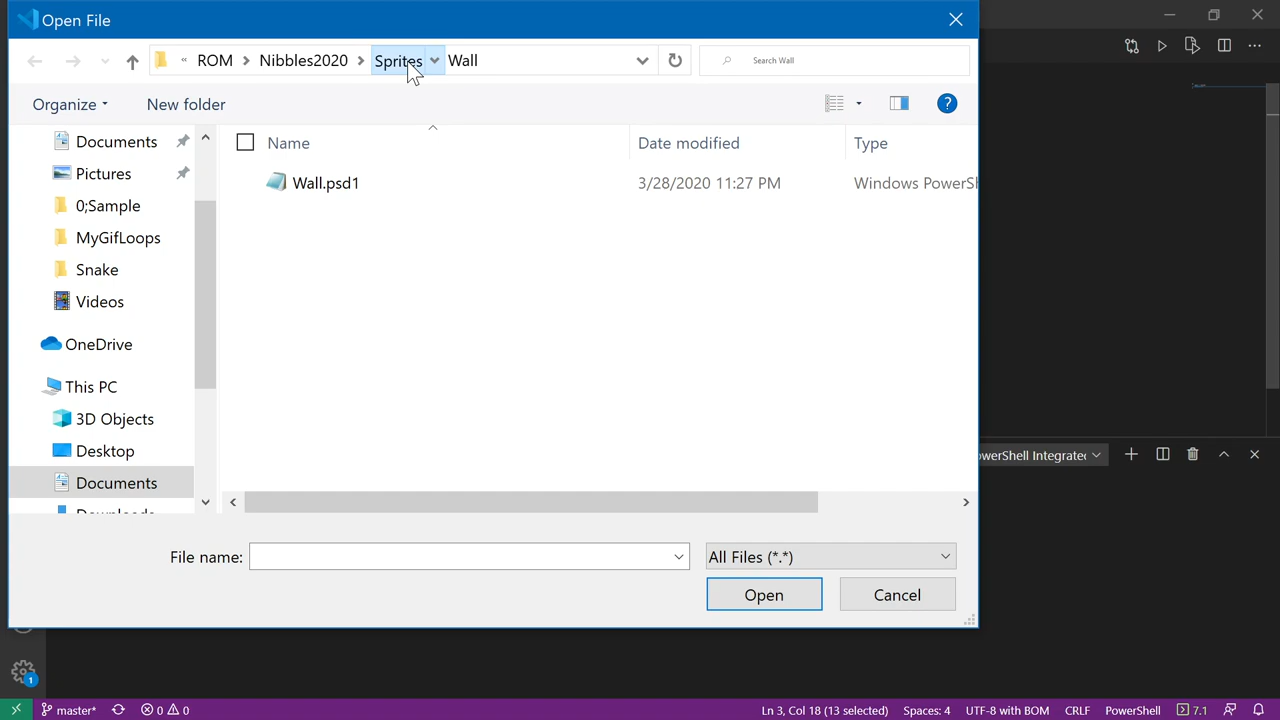 Open File
« ROM Nibbles2020 Sprites Wall
Search Wall
Organize
New folder
Name
Date modified
Type
Documents
Pictures
0;Sample
MyGifLoops
Snake
Videos
OneDrive
This PC
3D Objects
Desktop
Documents
Wall.psd1
3/28/2020 11:27 PM
Windows PowerSh
File name:
All Files (*.*)
Open
Cancel
owerShell Integrated
1
master*
0
0
Ln 3, Col 18 (13 selected)
Spaces: 4
UTF-8 with BOM
CRLF
PowerShell
7.1